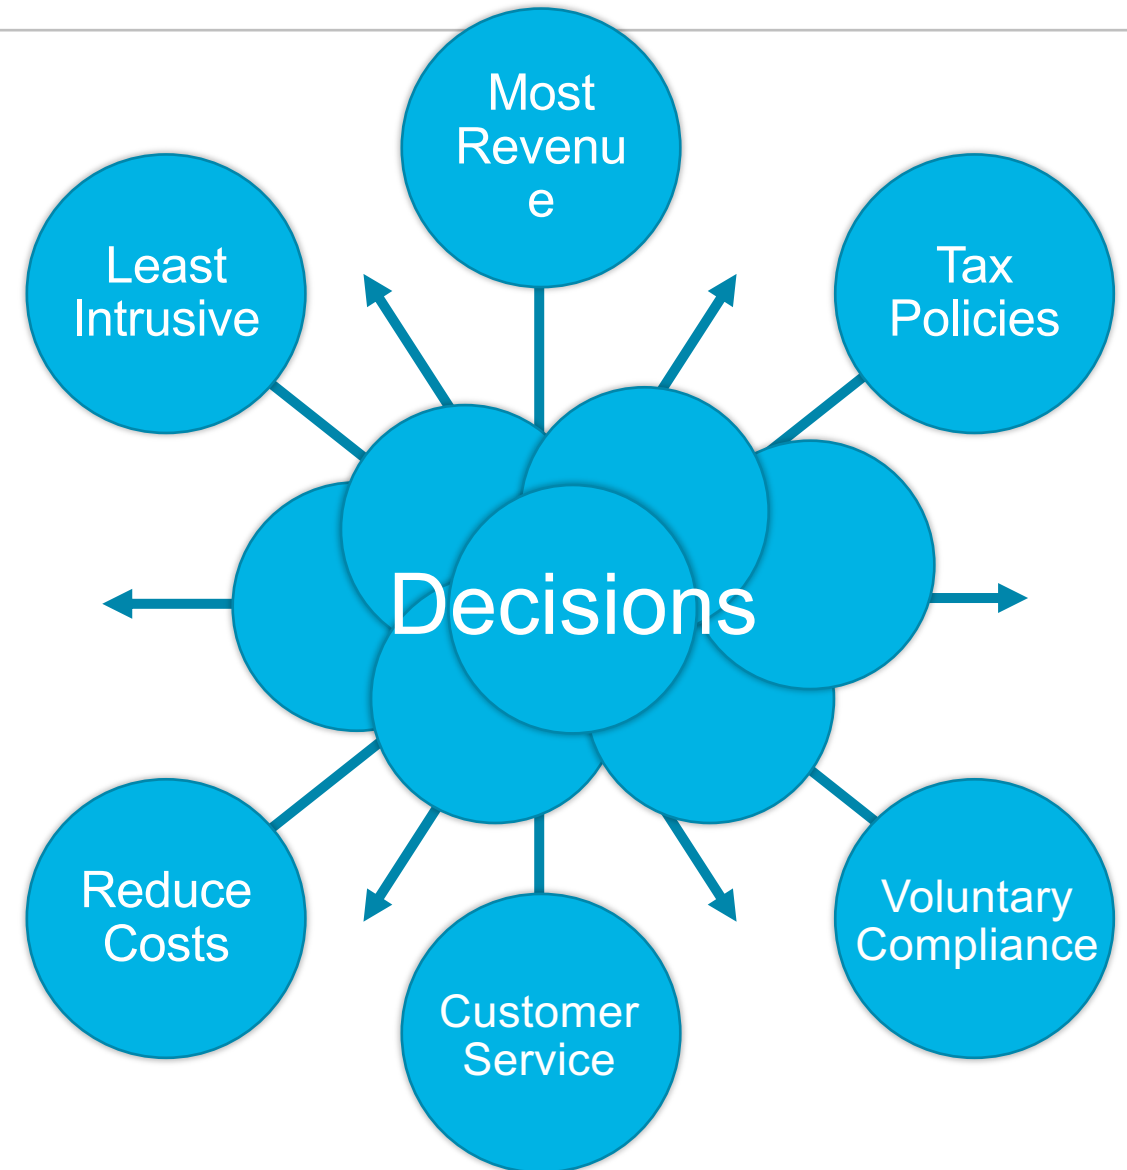 Most
Revenu
e
Least
Intrusive
Tax
Policies
Decisions
Reduce
Costs
Voluntary
Compliance
Customer
Service